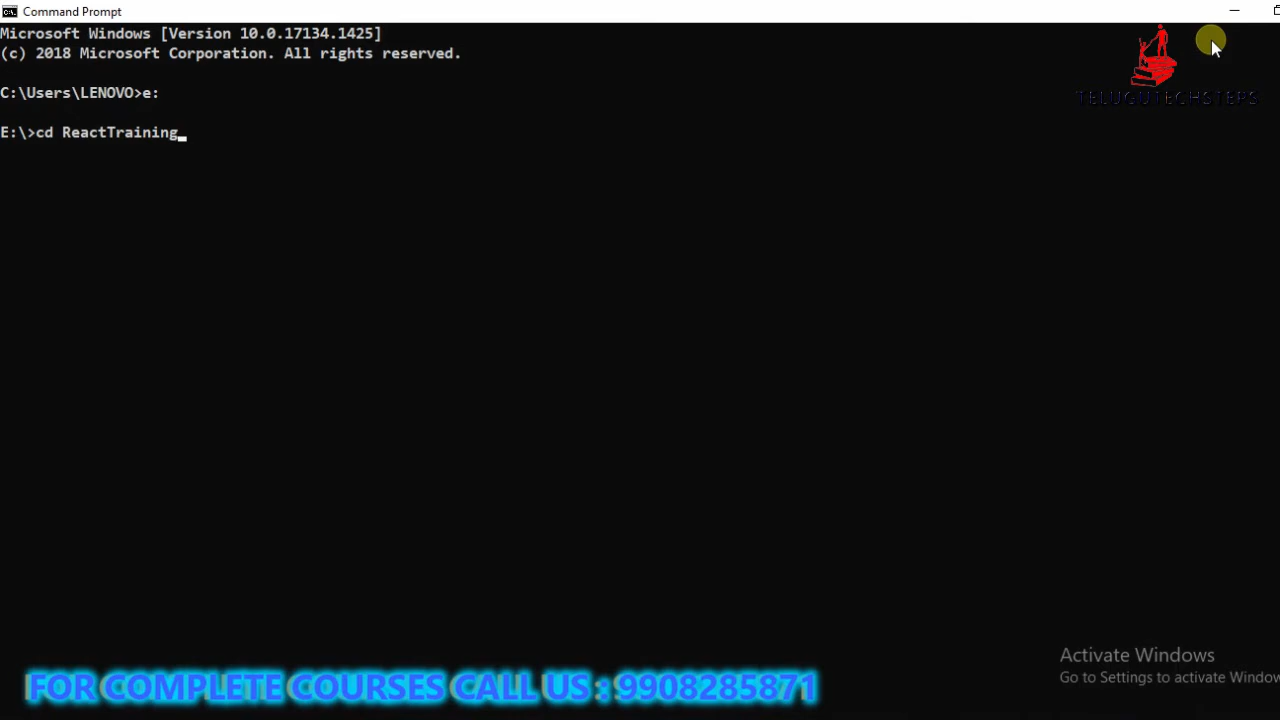 Command Prompt
Microsoft Windows [Version 10.0.17134.1425]
(c) 2018 Microsoft Corporation. All rights reserved.
C:\Users\LENOVO>e:
E:\>cd ReactTraining
TELUGUTECHSTEPS
Activate Windows
Go to Settings to activate Window
FOR COMPLETE COURSES CALL US : 9908285871